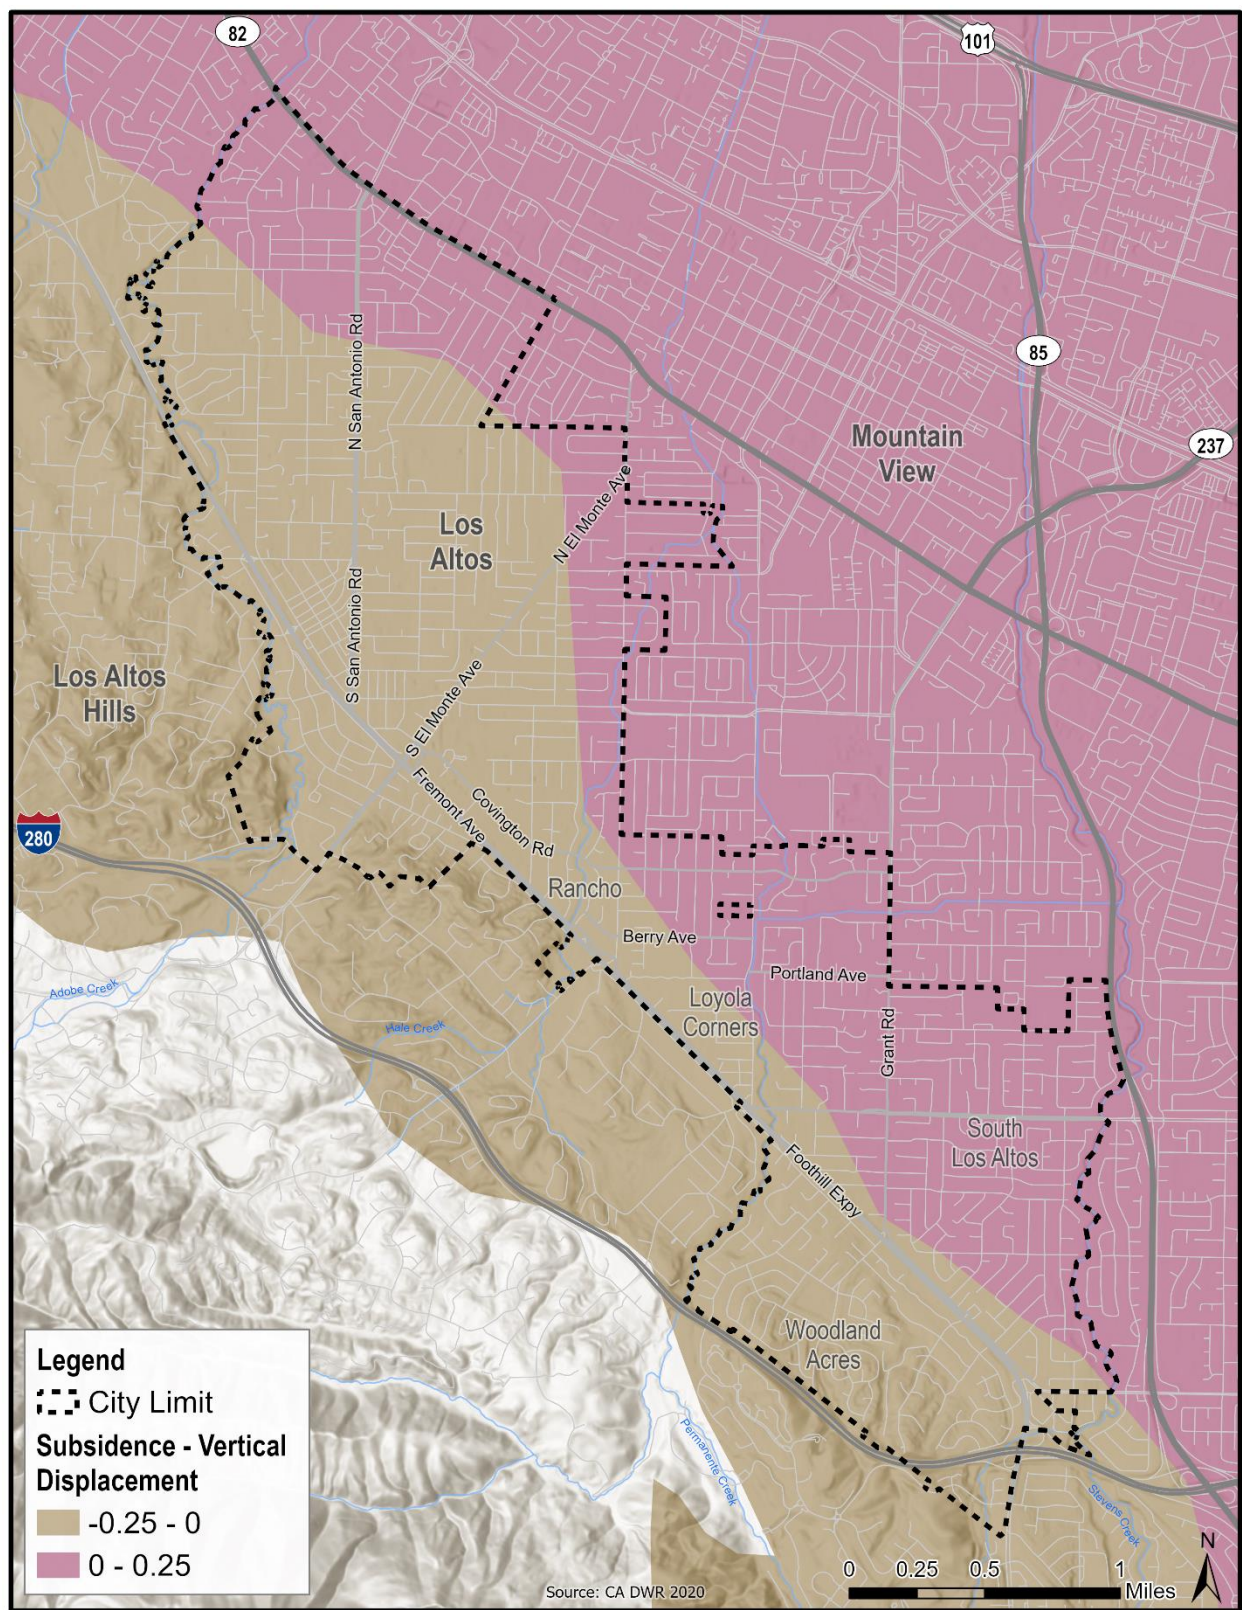 82
101
85
237
Mountain
View
N San Antonio Rd
N El Monte Ave
Los
Altos
S San Antonio Rd
Los Altos
Hills
S El Monte Ave
Fremont Ave
Covington Rd
280
Rancho
Berry Ave
Portland Ave
Adobe Creek
Loyola
Corners
Hale Creek
Grant Rd
South
Los Altos
Foothill Expy
Woodland
Acres
Permanente Creek
Stevens Creek
Legend
City Limit
Subsidence - Vertical
Displacement
-0.25 - 0
0 - 0.25
Source: CA DWR 2020
0 0.25 0.5 1
Miles
N